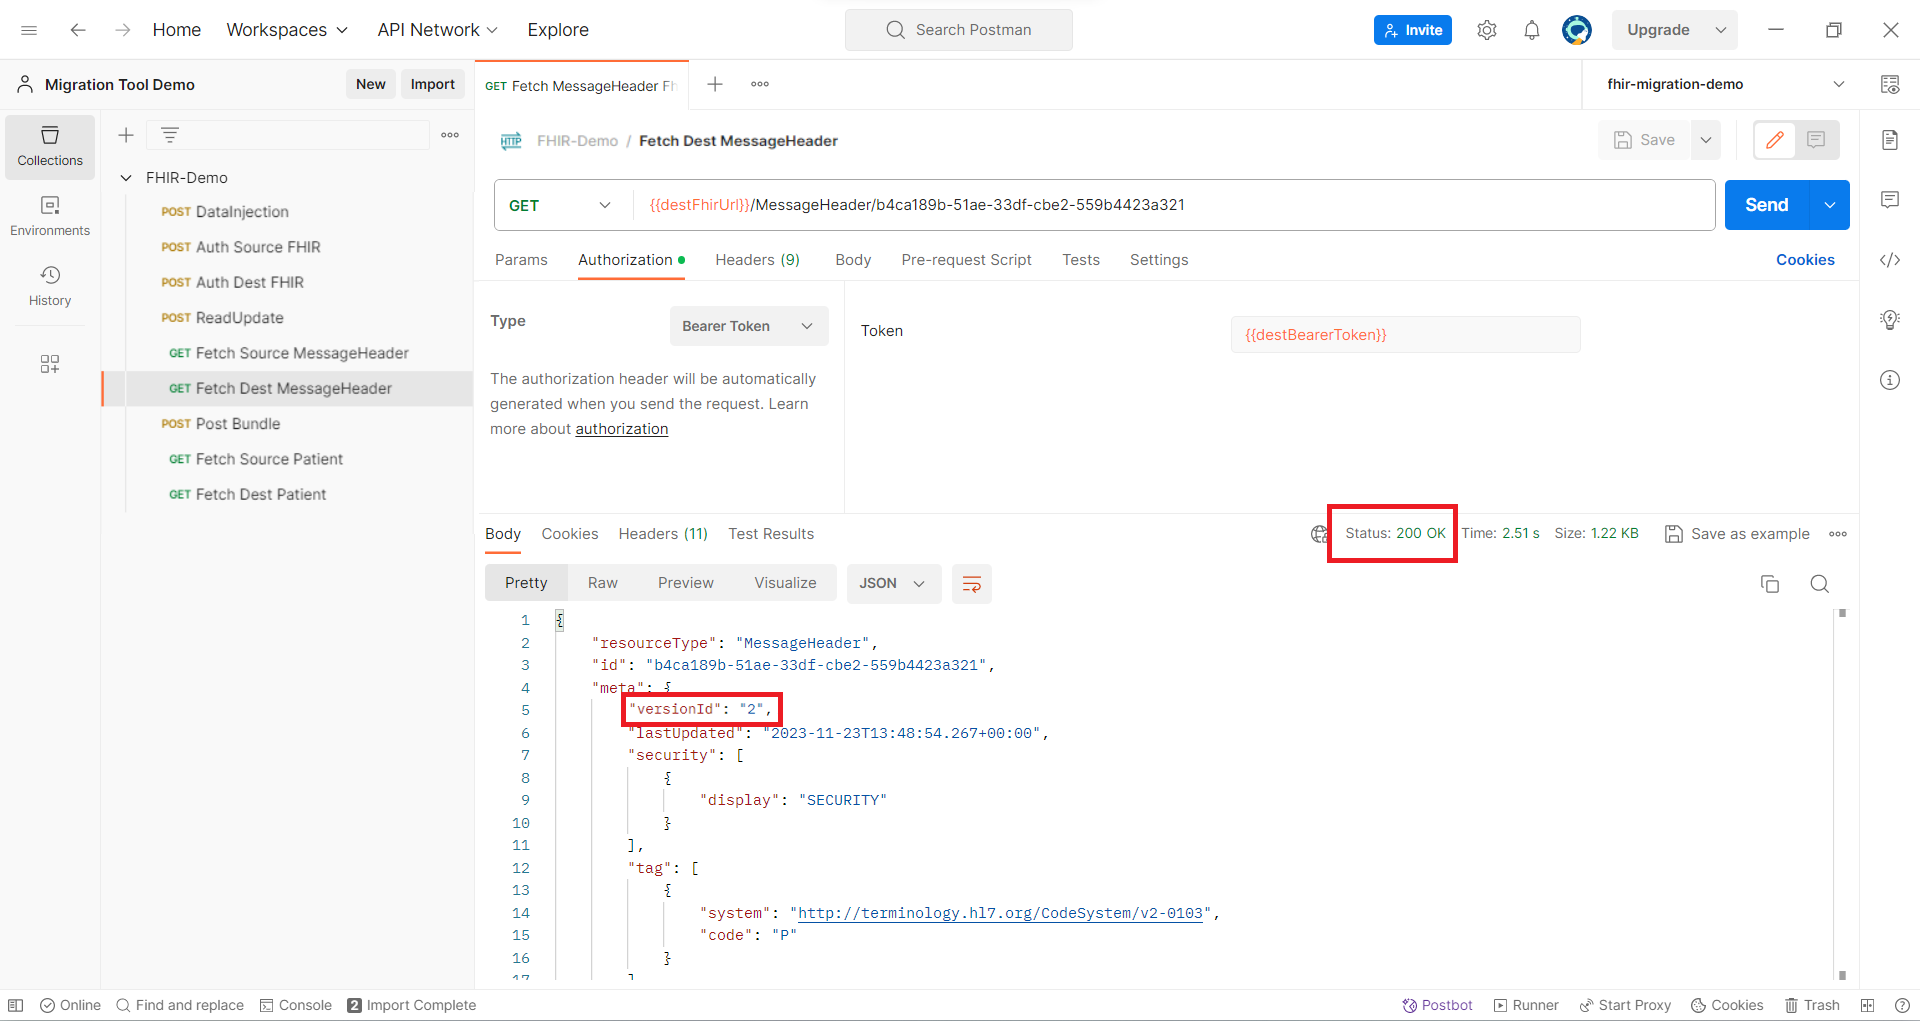 Home Workspaces API Network Explore Search Postman Invite Upgrade
Migration Tool Demo New Import GET Fetch MessageHeader Fh fhir-migration-demo
Collections
FHIR-Demo / Fetch Dest MessageHeader Save
FHIR-Demo
GET {{destFhirUrl}}/MessageHeader/b4ca189b-51ae-33df-cbe2-559b4423a321 Send
POST DataInjection
Environments
POST Auth Source FHIR
Params Authorization Headers (9) Body Pre-request Script Tests Settings Cookies
POST Auth Dest FHIR
History
POST ReadUpdate
Type Bearer Token Token {{destBearerToken}}
GET Fetch Source MessageHeader
The authorization header will be automatically
generated when you send the request. Learn
more about authorization
GET Fetch Dest MessageHeader
POST Post Bundle
GET Fetch Source Patient
GET Fetch Dest Patient
Body Cookies Headers (11) Test Results Status: 200 OK Time: 2.51 s Size: 1.22 KB Save as example
Pretty Raw Preview Visualize JSON
1 {
2 "resourceType": "MessageHeader",
3 "id": "b4ca189b-51ae-33df-cbe2-559b4423a321",
4 "meta": {
5 "versionId": "2",
6 "lastUpdated": "2023-11-23T13:48:54.267+00:00",
7 "security": [
8 {
9 "display": "SECURITY"
10 }
11 ],
12 "tag": [
13 {
14 "system": "http://terminology.hl7.org/CodeSystem/v2-0103",
15 "code": "P"
16 }
17 ]
Online Find and replace Console 2 Import Complete Postbot Runner Start Proxy Cookies Trash